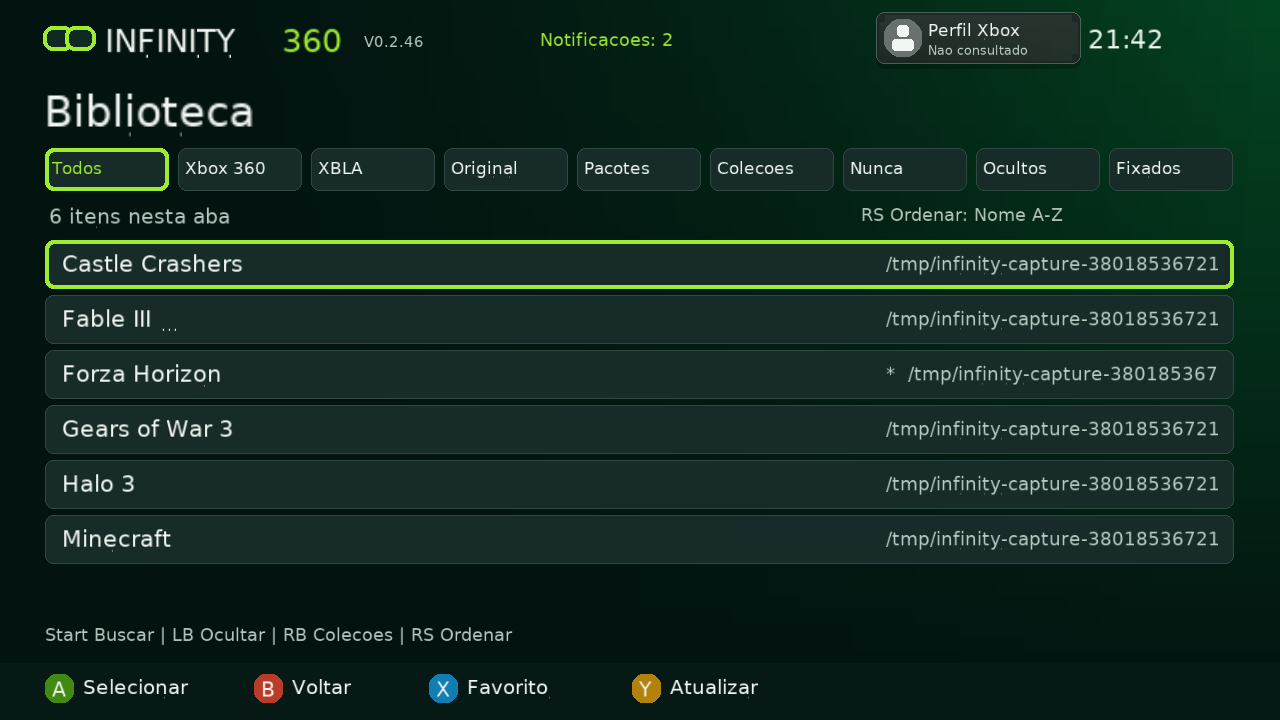 INFINITY 360 V0.2.46 Notificacoes: 2 Perfil Xbox 21:42
Nao consultado
Biblioteca
Todos Xbox 360 XBLA Original Pacotes Colecoes Nunca Ocultos Fixados
6 itens nesta aba RS Ordenar: Nome A-Z
Castle Crashers /tmp/infinity-capture-38018536721
Fable III ... /tmp/infinity-capture-38018536721
Forza Horizon * /tmp/infinity-capture-380185367
Gears of War 3 /tmp/infinity-capture-38018536721
Halo 3 /tmp/infinity-capture-38018536721
Minecraft /tmp/infinity-capture-38018536721
Start Buscar | LB Ocultar | RB Colecoes | RS Ordenar
A Selecionar B Voltar X Favorito Y Atualizar